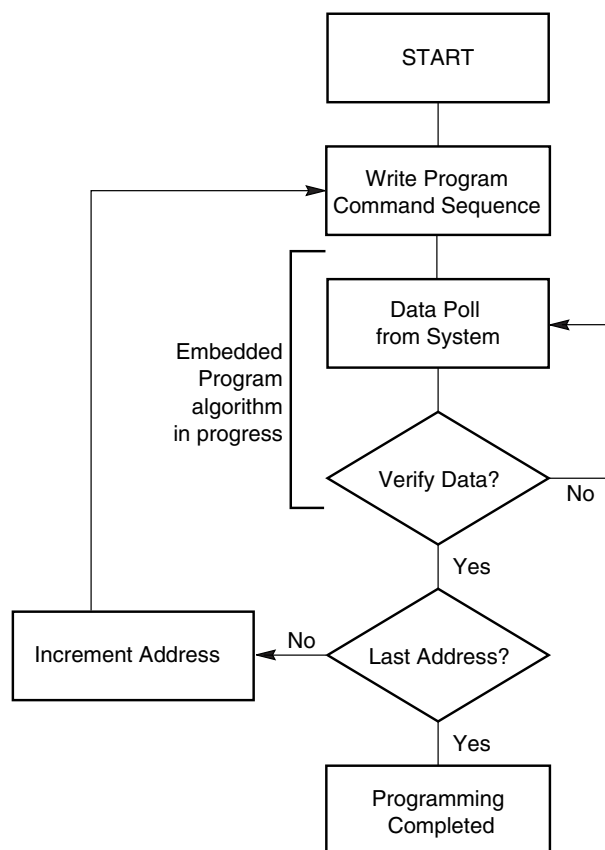 START
Write Program
Command Sequence
Data Poll
from System
Embedded
Program
algorithm
in progress
Verify Data?
No
Yes
Increment Address
No
Last Address?
Yes
Programming
Completed